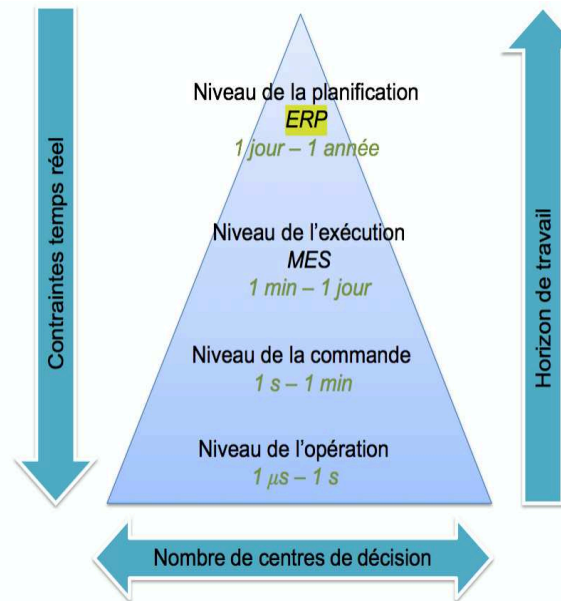 Niveau de la planification
ERP
1 jour – 1 année
Niveau de l'exécution
MES
1 min – 1 jour
Niveau de la commande
1 s – 1 min
Niveau de l'opération
1 μs – 1 s
Contraintes temps réel
Horizon de travail
Nombre de centres de décision